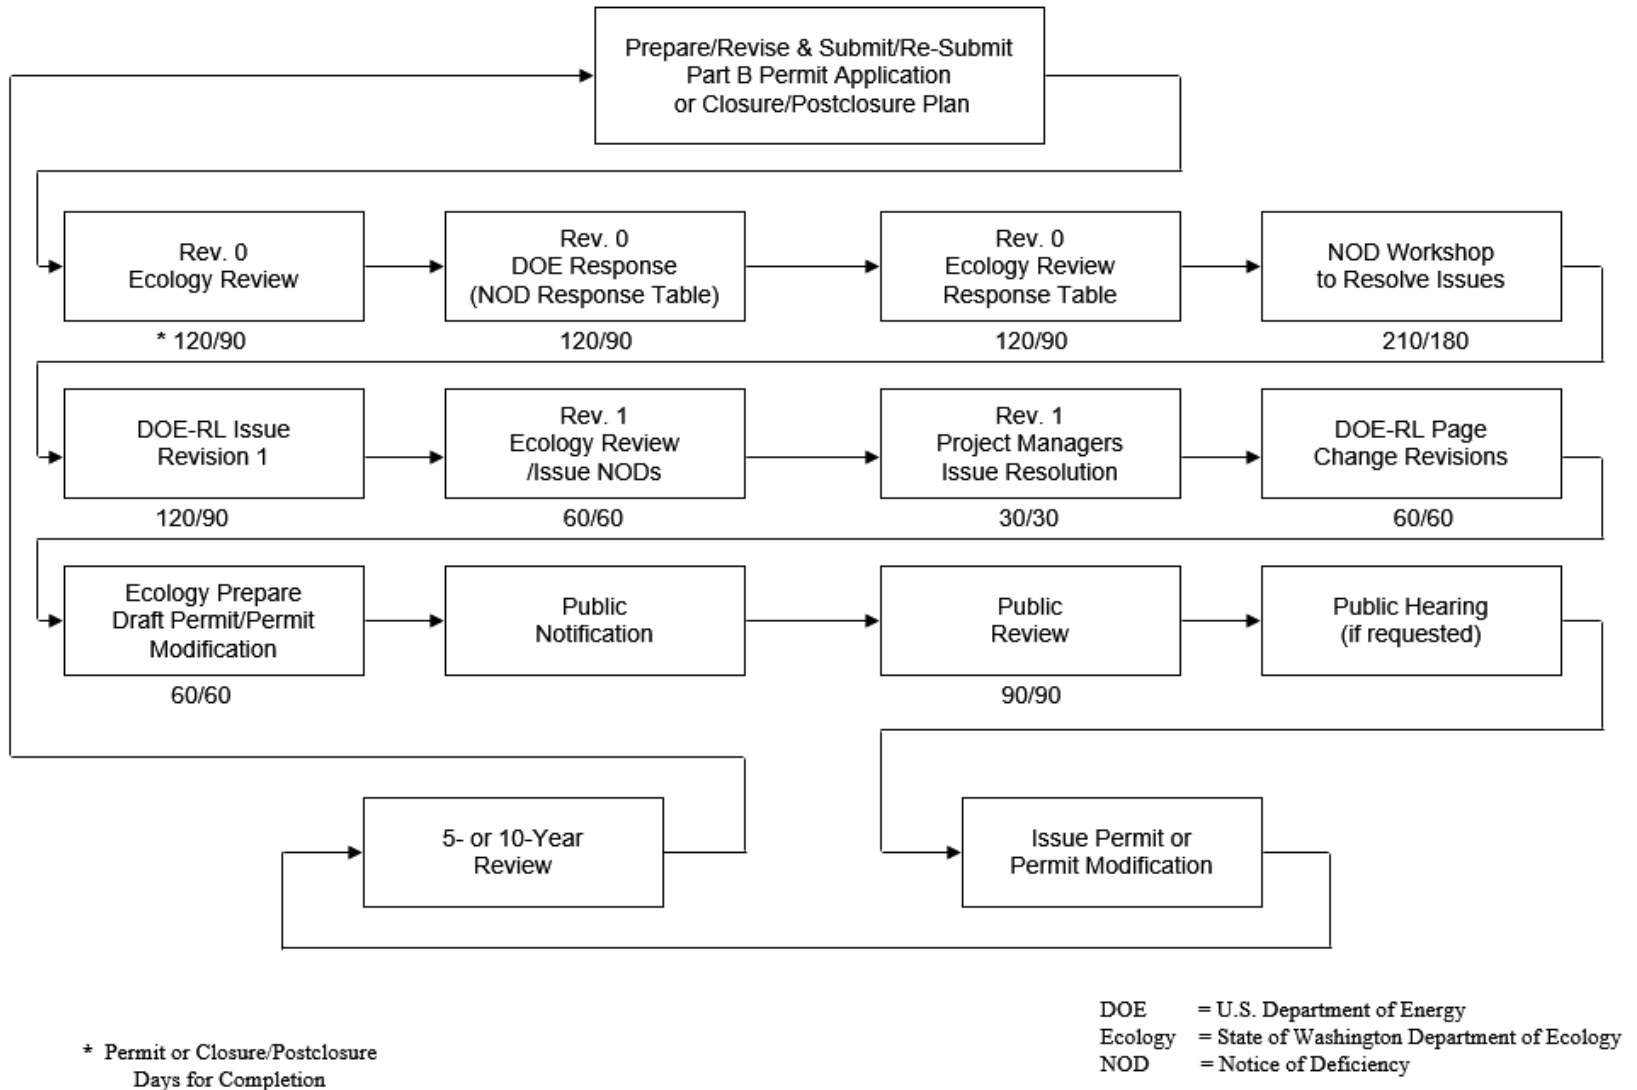 Prepare/Revise & Submit/Re-Submit
Part B Permit Application
or Closure/Postclosure Plan
Rev. 0
Ecology Review
* 120/90
Rev. 0
DOE Response
(NOD Response Table)
120/90
Rev. 0
Ecology Review
Response Table
120/90
NOD Workshop
to Resolve Issues
210/180
DOE-RL Issue
Revision 1
120/90
Rev. 1
Ecology Review
/Issue NODs
60/60
Rev. 1
Project Managers
Issue Resolution
30/30
DOE-RL Page
Change Revisions
60/60
Ecology Prepare
Draft Permit/Permit
Modification
60/60
Public
Notification
Public
Review
90/90
Public Hearing
(if requested)
5- or 10-Year
Review
Issue Permit or
Permit Modification
* Permit or Closure/Postclosure
Days for Completion
DOE = U.S. Department of Energy
Ecology = State of Washington Department of Ecology
NOD = Notice of Deficiency